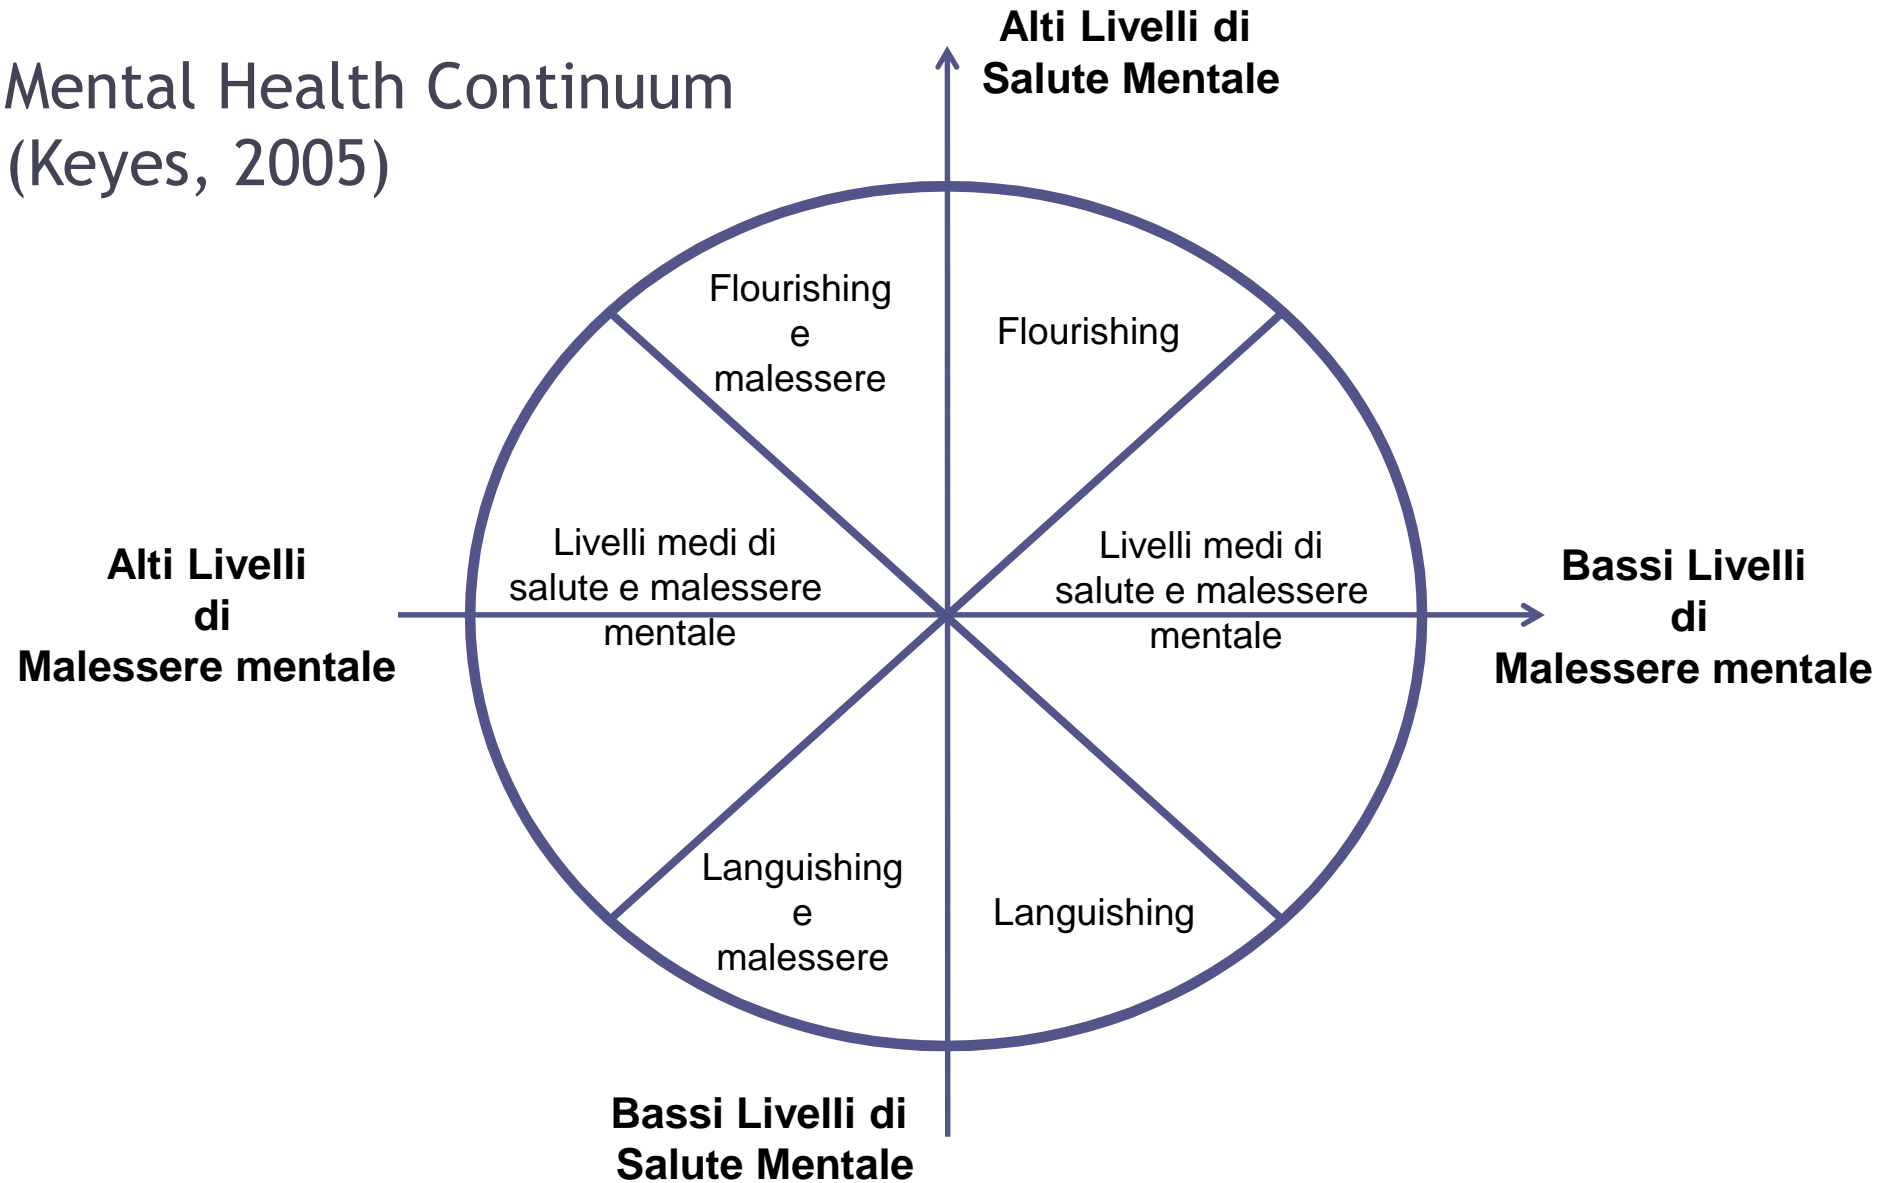 Mental Health Continuum
(Keyes, 2005)
Alti Livelli di
Salute Mentale
Flourishing
e
malessere
Flourishing
Alti Livelli
di
Malessere mentale
Livelli medi di
salute e malessere
mentale
Livelli medi di
salute e malessere
mentale
Bassi Livelli
di
Malessere mentale
Languishing
e
malessere
Languishing
Bassi Livelli di
Salute Mentale